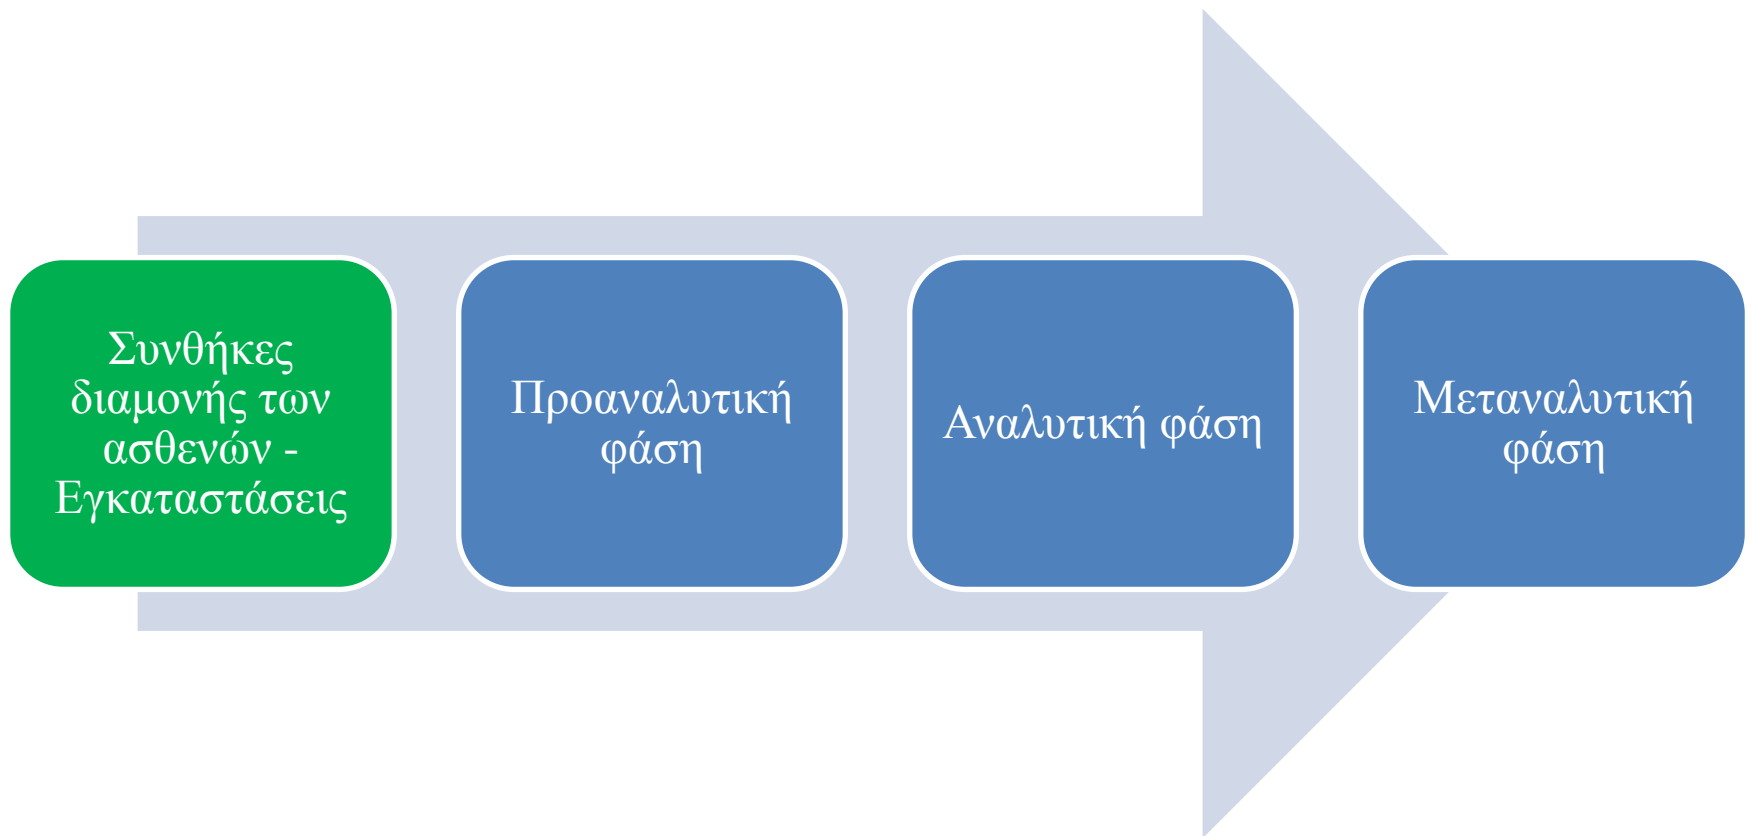 Συνθήκες
διαμονής των
ασθενών -
Εγκαταστάσεις
Προαναλυτική
φάση
Αναλυτική φάση
Μεταναλυτική
φάση